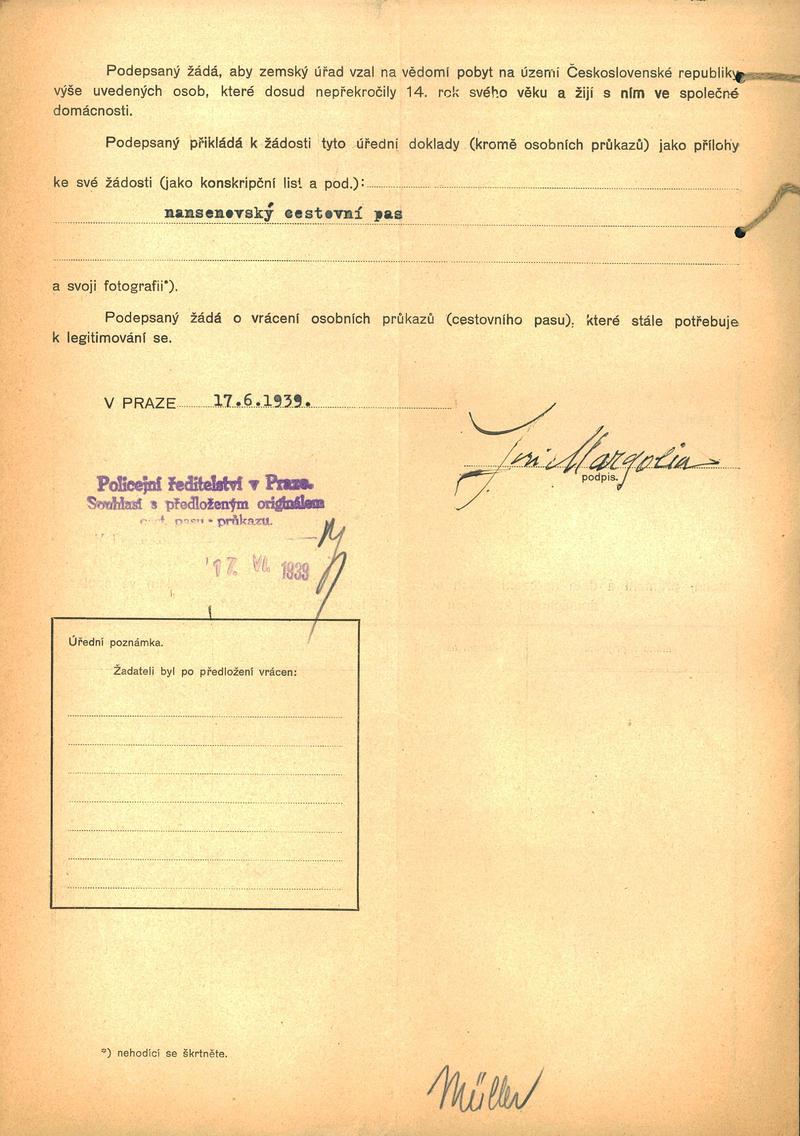 Podepsaný žádá, aby zemský úřad vzal na vědomí pobyt na území Československé republiky
výše uvedených osob, které dosud nepřekročily 14. rok svého věku a žijí s ním ve společné
domácnosti.
Podepsaný přikládá k žádosti tyto úřední doklady (kromě osobních průkazů) jako přílohy
ke své žádosti (jako konskripční list a pod.):
nansenovský cestovní pas
a svoji fotografii*).
Podepsaný žádá o vrácení osobních průkazů (cestovního pasu), které stále potřebuje
k legitimování se.
V PRAZE 17.6.1939.
Margolin
podpis.
Policejní ředitelství v Praze.
Souhlasí s předloženým originálem
cest. pasu - průkazu.
17. VI. 1939
Úřední poznámka.
Žadateli byl po předložení vrácen:
*) nehodící se škrtněte.
Müller